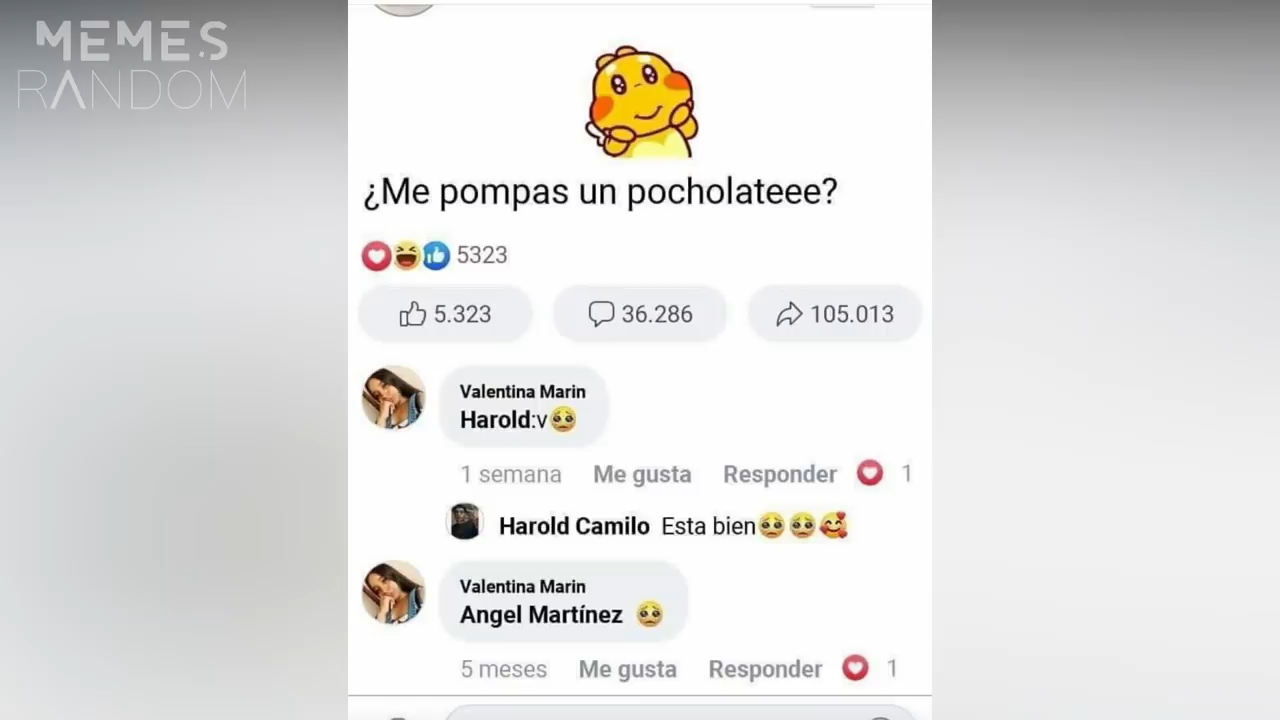 MEMES
RANDOM
¿Me pompas un pocholateee?
5323
5.323 36.286 105.013
Valentina Marin
Harold:v🥺
1 semana Me gusta Responder 1
Harold Camilo Esta bien🥺🥺🥰
Valentina Marin
Angel Martínez 🥺
5 meses Me gusta Responder 1